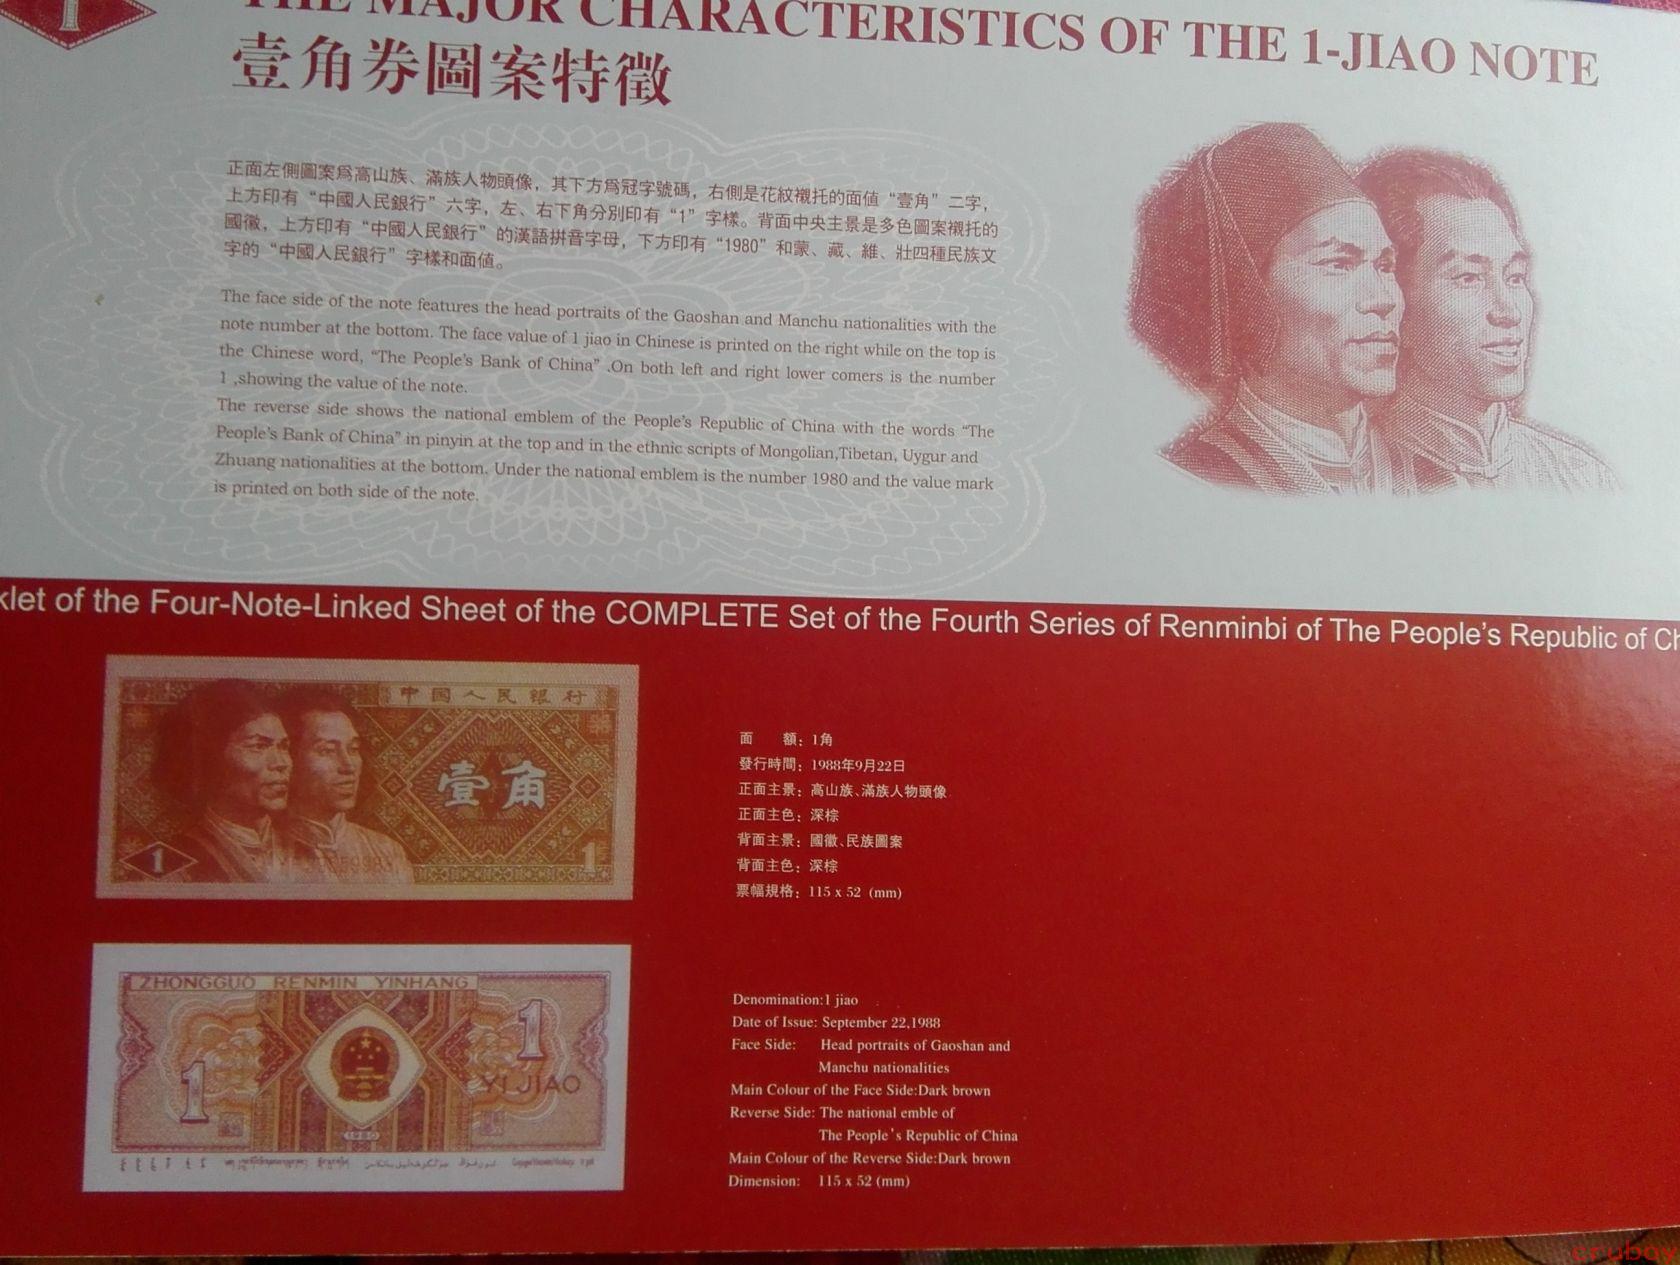 1
THE MAJOR CHARACTERISTICS OF THE 1-JIAO NOTE
壹角券圖案特徵
正面左側圖案爲高山族、滿族人物頭像，其下方爲冠字號碼，右側是花紋襯托的面値“壹角”二字，
上方印有“中國人民銀行”六字，左、右下角分別印有“1”字樣。背面中央主景是多色圖案襯托的
國徽，上方印有“中國人民銀行”的漢語拼音字母，下方印有“1980”和蒙、藏、維、壯四種民族文
字的“中國人民銀行”字樣和面値。
The face side of the note features the head portraits of the Gaoshan and Manchu nationalities with the
note number at the bottom. The face value of 1 jiao in Chinese is printed on the right while on the top is
the Chinese word, “The People's Bank of China” .On both left and right lower comers is the number
1 ,showing the value of the note.
The reverse side shows the national emblem of the People's Republic of China with the words “The
People's Bank of China” in pinyin at the top and in the ethnic scripts of Mongolian,Tibetan, Uygur and
Zhuang nationalities at the bottom. Under the national emblem is the number 1980 and the value mark
is printed on both side of the note.
klet of the Four-Note-Linked Sheet of the COMPLETE Set of the Fourth Series of Renminbi of The People's Republic of Ch
中国人民银行
壹角
1
1
面 額：1角
發行時間：1988年9月22日
正面主景：高山族、滿族人物頭像
正面主色：深棕
背面主景：國徽、民族圖案
背面主色：深棕
票幅規格：115 x 52 (mm)
ZHONGGUO RENMIN YINHANG
1
1
YI JIAO
1980
Denomination:1 jiao
Date of Issue: September 22,1988
Face Side: Head portraits of Gaoshan and
Manchu nationalities
Main Colour of the Face Side:Dark brown
Reverse Side: The national emble of
The People's Republic of China
Main Colour of the Reverse Side:Dark brown
Dimension: 115 x 52 (mm)